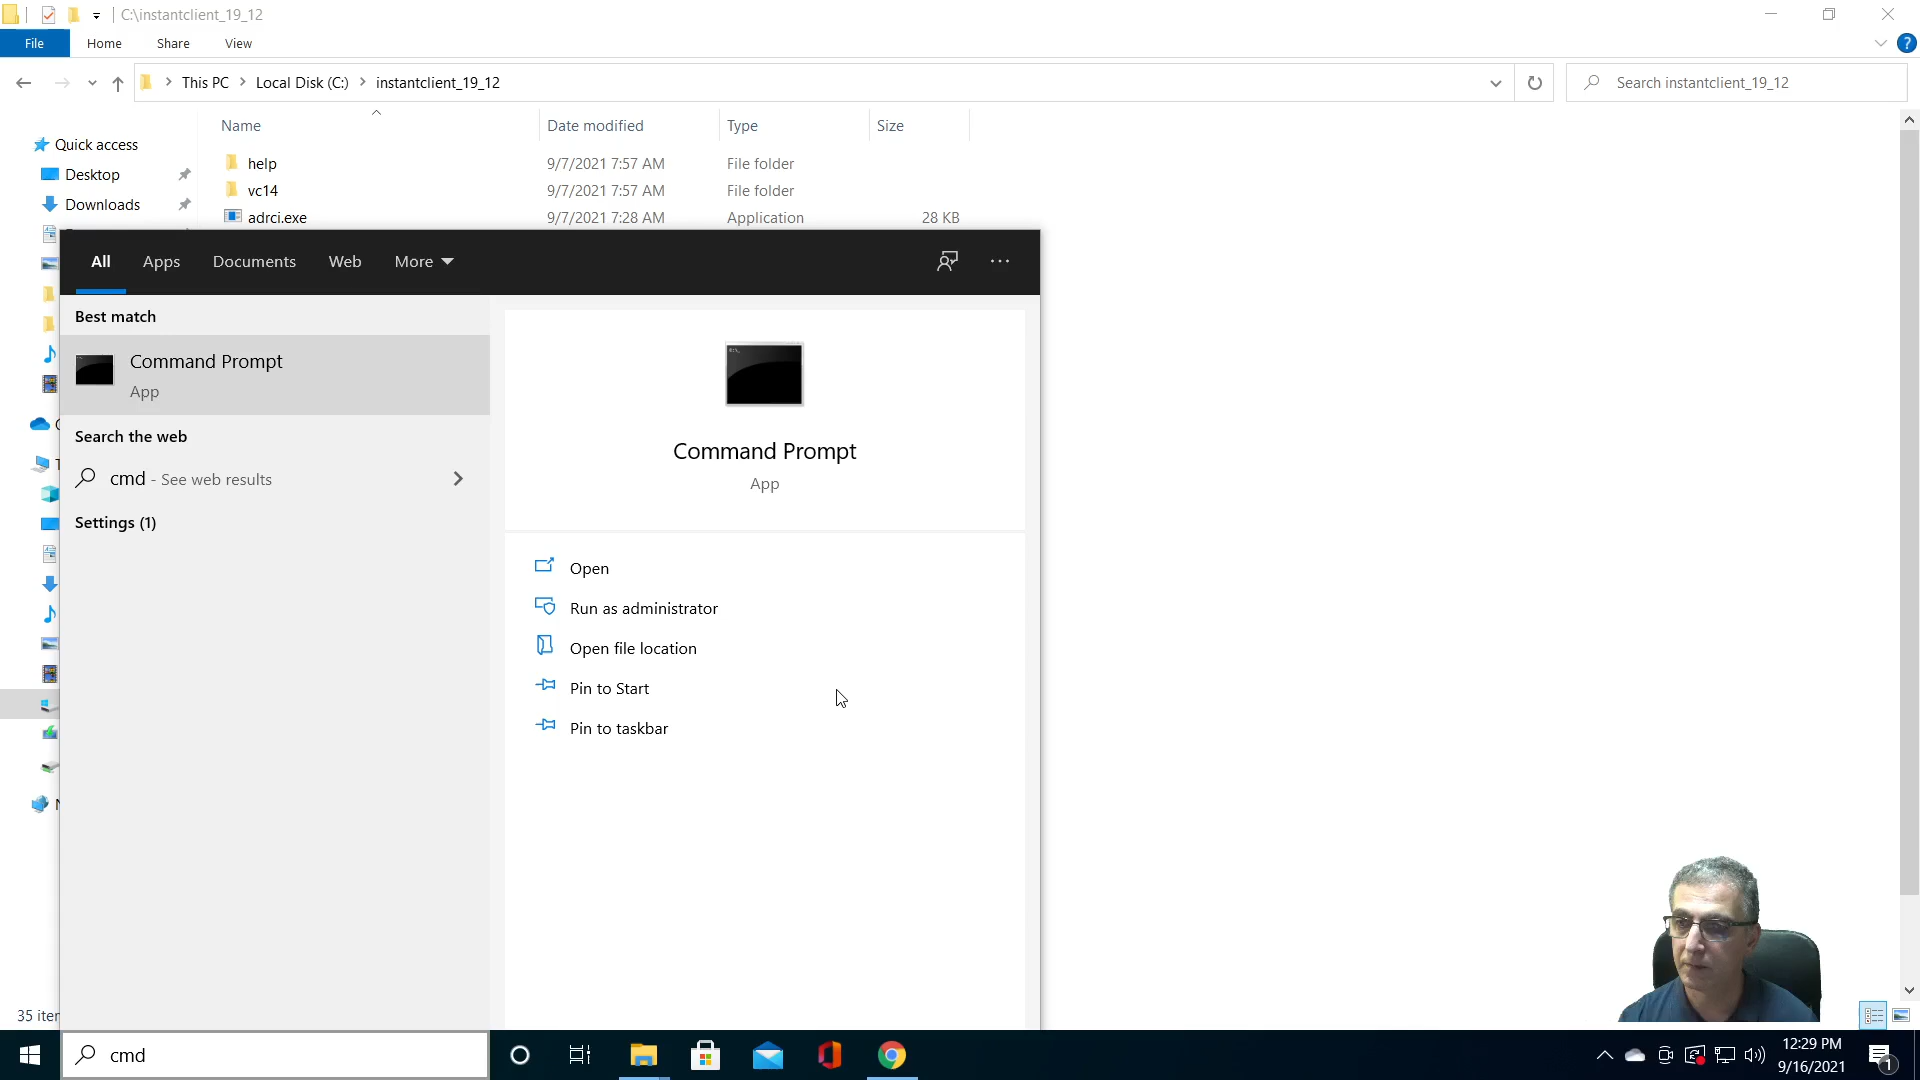 C:\instantclient_19_12
File Home Share View
This PC Local Disk (C:) instantclient_19_12
Search instantclient_19_12
Name Date modified Type Size
Quick access
Desktop
Downloads
help 9/7/2021 7:57 AM File folder
vc14 9/7/2021 7:57 AM File folder
adrci.exe 9/7/2021 7:28 AM Application 28 KB
All Apps Documents Web More
Best match
Command Prompt
App
Search the web
cmd - See web results
Settings (1)
Command Prompt
App
Open
Run as administrator
Open file location
Pin to Start
Pin to taskbar
35 iter
cmd
12:29 PM
9/16/2021
1